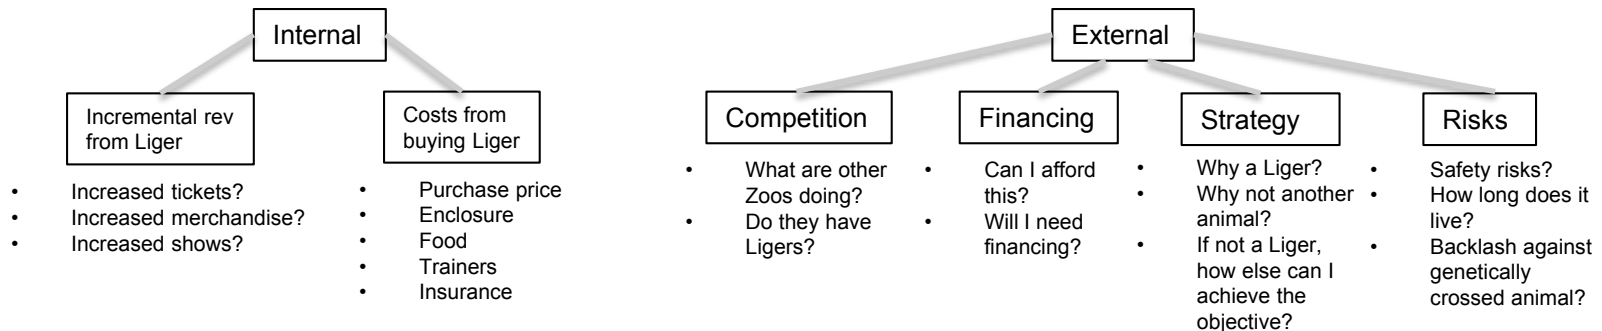 Internal
Incremental rev
from Liger
• Increased tickets?
• Increased merchandise?
• Increased shows?
Costs from
buying Liger
• Purchase price
• Enclosure
• Food
• Trainers
• Insurance
External
Competition
• What are other
Zoos doing?
• Do they have
Ligers?
Financing
• Can I afford
this?
• Will I need
financing?
Strategy
• Why a Liger?
• Why not another
animal?
• If not a Liger,
how else can I
achieve the
objective?
Risks
• Safety risks?
• How long does it
live?
• Backlash against
genetically
crossed animal?